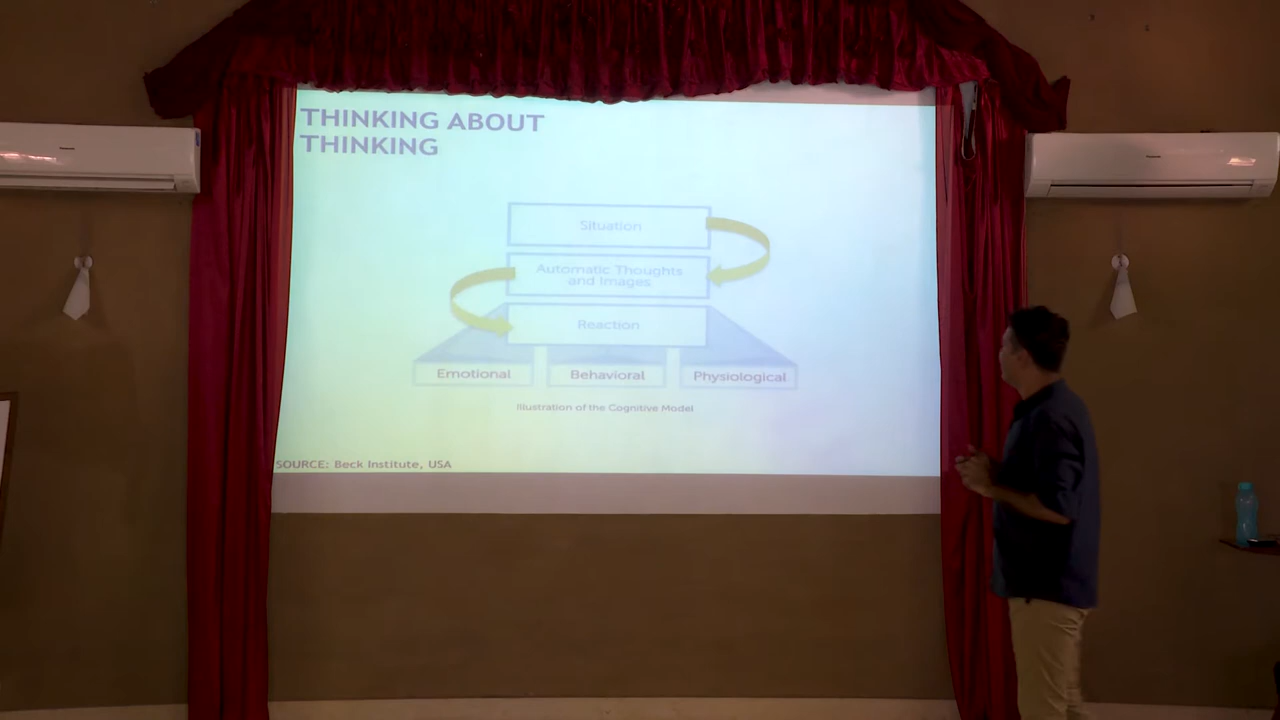 THINKING ABOUT
THINKING
Situation
Automatic Thoughts
and Images
Reaction
Emotional
Behavioral
Physiological
Illustration of the Cognitive Model
SOURCE: Beck Institute, USA